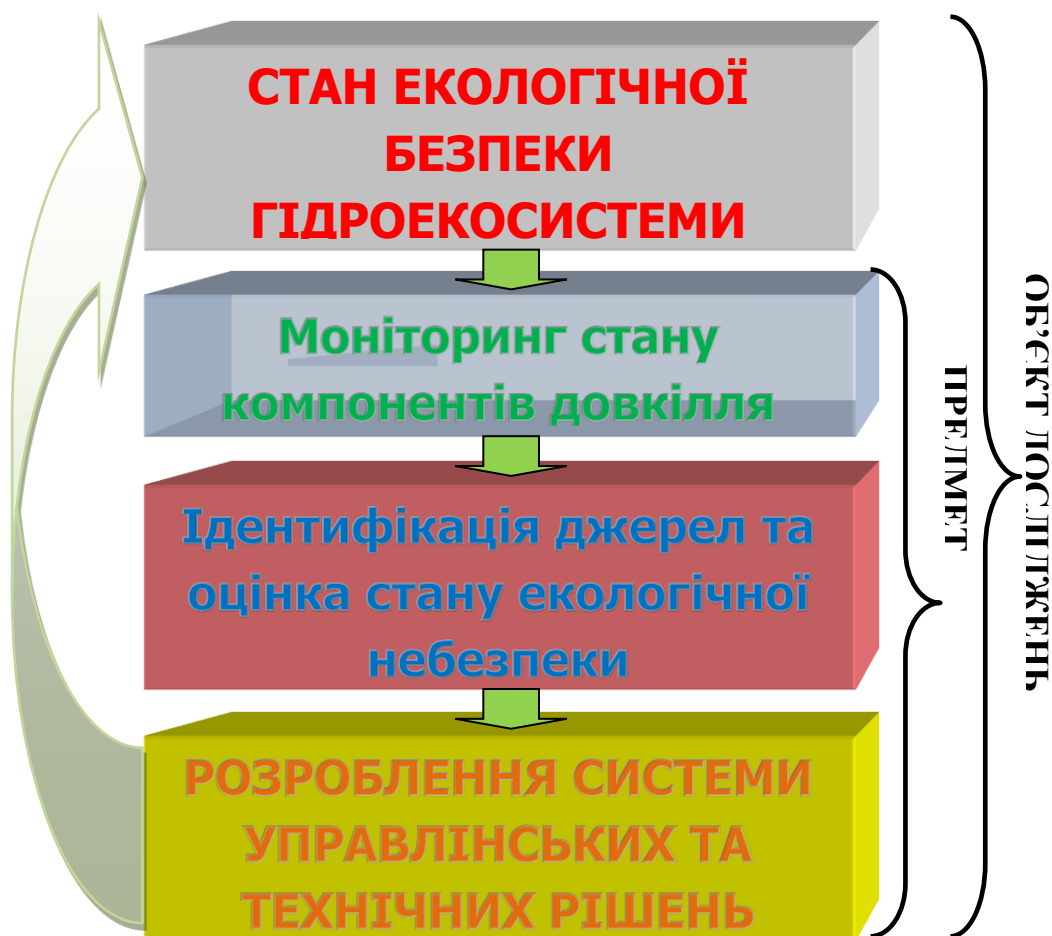 СТАН ЕКОЛОГІЧНОЇ
БЕЗПЕКИ
ГІДРОЕКОСИСТЕМИ
Моніторинг стану
компонентів довкілля
Ідентифікація джерел та
оцінка стану екологічної
небезпеки
РОЗРОБЛЕННЯ СИСТЕМИ
УПРАВЛІНСЬКИХ ТА
ТЕХНІЧНИХ РІШЕНЬ
ПРЕДМЕТ
ОБ’ЄКТ ДОСЛІДЖЕНЬ